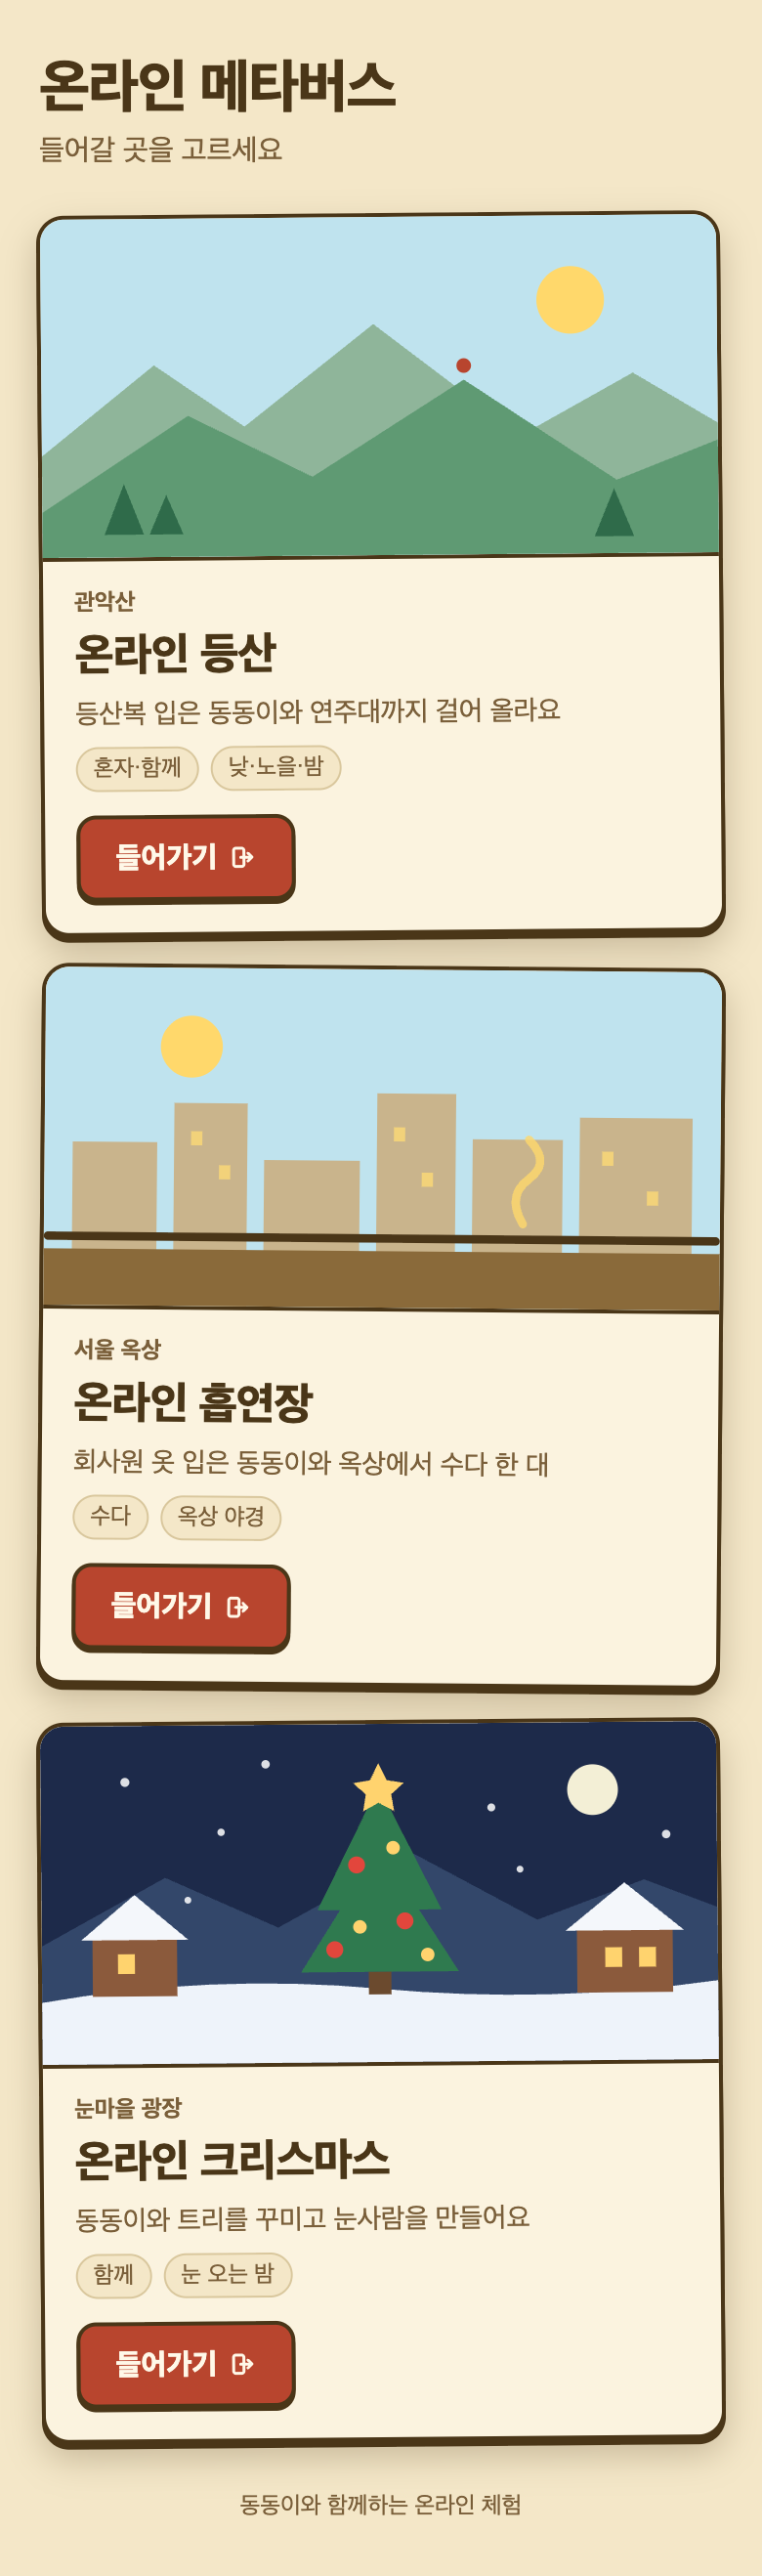 온라인 메타버스
들어갈 곳을 고르세요
관악산
온라인 등산
등산복 입은 동동이와 연주대까지 걸어 올라요
혼자·함께
낮·노을·밤
들어가기
서울 옥상
온라인 흡연장
회사원 옷 입은 동동이와 옥상에서 수다 한 대
수다
옥상 야경
들어가기
눈마을 광장
온라인 크리스마스
동동이와 트리를 꾸미고 눈사람을 만들어요
함께
눈 오는 밤
들어가기
동동이와 함께하는 온라인 체험